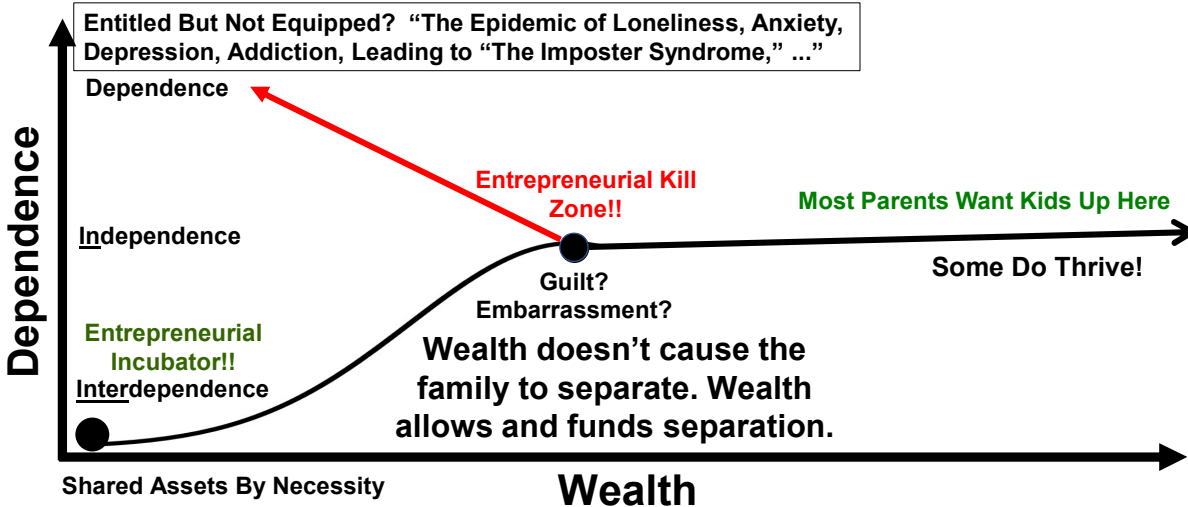 Entitled But Not Equipped? “The Epidemic of Loneliness, Anxiety,
Depression, Addiction, Leading to “The Imposter Syndrome,” ...”
Dependence
Dependence
Entrepreneurial Kill
Zone!!
Most Parents Want Kids Up Here
Independence
Some Do Thrive!
Guilt?
Embarrassment?
Entrepreneurial
Incubator!!
Interdependence
Wealth doesn’t cause the
family to separate. Wealth
allows and funds separation.
Shared Assets By Necessity
Wealth